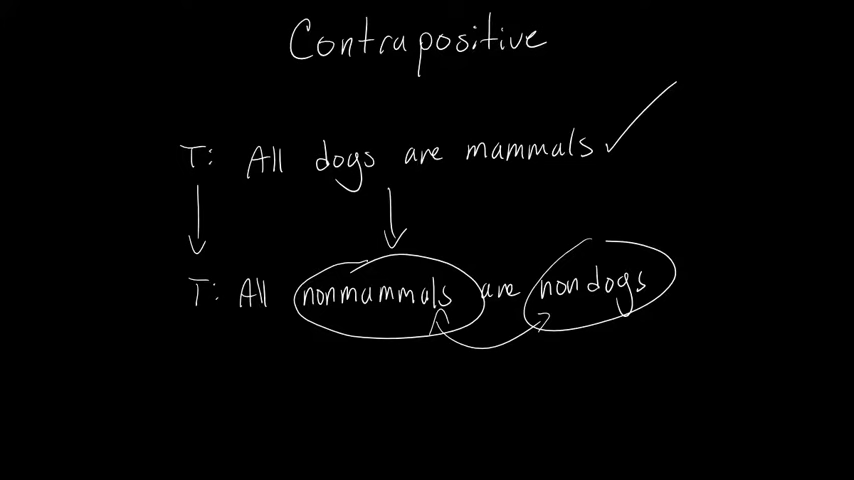 Contrapositive
T: All dogs are mammals
T: All nonmammals are nondogs